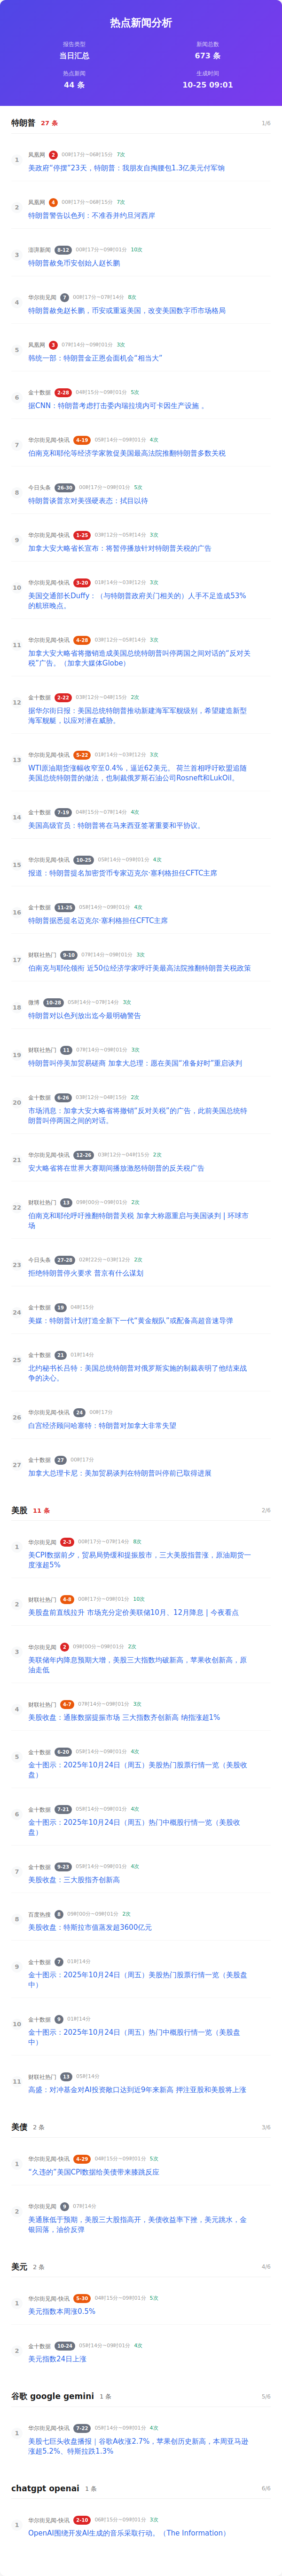 热点新闻分析
报告类型
新闻总数
当日汇总
673 条
热点新闻
生成时间
44 条
10-25 09:01
特朗普 27 条 1/6
1
凤凰网 2 00时17分~06时15分 7次
美政府“停摆”23天，特朗普：我朋友自掏腰包1.3亿美元付军饷
2
凤凰网 4 00时17分~06时15分 7次
特朗普警告以色列：不准吞并约旦河西岸
3
澎湃新闻 8-12 00时17分~09时01分 10次
特朗普赦免币安创始人赵长鹏
4
华尔街见闻 7 00时17分~07时14分 8次
特朗普赦免赵长鹏，币安或重返美国，改变美国数字币市场格局
5
凤凰网 3 07时14分~09时01分 3次
韩统一部：特朗普金正恩会面机会“相当大”
6
金十数据 2-28 04时15分~09时01分 5次
据CNN：特朗普考虑打击委内瑞拉境内可卡因生产设施 。
7
华尔街见闻-快讯 4-19 05时14分~09时01分 4次
伯南克和耶伦等经济学家敦促美国最高法院推翻特朗普多数关税
8
今日头条 26-30 00时17分~09时01分 5次
特朗普谈普京对美强硬表态：拭目以待
9
华尔街见闻-快讯 1-25 03时12分~05时14分 3次
加拿大安大略省长宣布：将暂停播放针对特朗普关税的广告
10
华尔街见闻-快讯 3-20 01时14分~03时12分 3次
美国交通部长Duffy：（与特朗普政府关门相关的）人手不足造成53%
的航班晚点。
11
华尔街见闻-快讯 4-28 03时12分~05时14分 3次
加拿大安大略省将撤销造成美国总统特朗普叫停两国之间对话的“反对关
税”广告。（加拿大媒体Globe）
12
金十数据 2-22 03时12分~04时15分 2次
据华尔街日报：美国总统特朗普推动新建海军军舰级别，希望建造新型
海军舰艇，以应对潜在威胁。
13
华尔街见闻-快讯 5-22 01时14分~03时12分 3次
WTI原油期货涨幅收窄至0.4%，逼近62美元。 荷兰首相呼吁欧盟追随
美国总统特朗普的做法，也制裁俄罗斯石油公司Rosneft和LukOil。
14
金十数据 7-19 04时15分~07时14分 4次
美国高级官员：特朗普将在马来西亚签署重要和平协议。
15
华尔街见闻-快讯 10-25 05时14分~09时01分 4次
报道：特朗普提名加密货币专家迈克尔·塞利格担任CFTC主席
16
金十数据 11-25 05时14分~09时01分 4次
特朗普据悉提名迈克尔·塞利格担任CFTC主席
17
财联社热门 9-10 07时14分~09时01分 3次
伯南克与耶伦领衔 近50位经济学家呼吁美最高法院推翻特朗普关税政策
18
微博 10-28 05时14分~07时14分 3次
特朗普对以色列放出迄今最明确警告
19
财联社热门 11 07时14分~09时01分 3次
特朗普叫停美加贸易磋商 加拿大总理：愿在美国“准备好时”重启谈判
20
金十数据 6-26 03时12分~04时15分 2次
市场消息：加拿大安大略省将撤销“反对关税”的广告，此前美国总统特
朗普叫停两国之间的对话。
21
华尔街见闻-快讯 12-26 03时12分~04时15分 2次
安大略省将在世界大赛期间播放激怒特朗普的反关税广告
22
财联社热门 13 09时00分~09时01分 2次
伯南克和耶伦呼吁推翻特朗普关税 加拿大称愿重启与美国谈判 | 环球市
场
23
今日头条 27-28 02时22分~03时12分 2次
拒绝特朗普停火要求 普京有什么谋划
24
金十数据 19 04时15分
美媒：特朗普计划打造全新下一代“黄金舰队”或配备高超音速导弹
25
金十数据 21 01时14分
北约秘书长吕特：美国总统特朗普对俄罗斯实施的制裁表明了他结束战
争的决心。
26
华尔街见闻-快讯 24 00时17分
白宫经济顾问哈塞特：特朗普对加拿大非常失望
27
金十数据 27 00时17分
加拿大总理卡尼：美加贸易谈判在特朗普叫停前已取得进展
美股 11 条 2/6
1
华尔街见闻 2-3 00时17分~07时14分 8次
美CPI数据前夕，贸易局势缓和提振股市，三大美股指普涨，原油期货一
度涨超5%
2
财联社热门 4-8 00时17分~09时01分 10次
美股盘前直线拉升 市场充分定价美联储10月、12月降息 | 今夜看点
3
华尔街见闻 2 09时00分~09时01分 2次
美联储年内降息预期大增，美股三大指数均破新高，苹果收创新高，原
油走低
4
财联社热门 4-7 07时14分~09时01分 3次
美股收盘：通胀数据提振市场 三大指数齐创新高 纳指涨超1%
5
金十数据 6-20 05时14分~09时01分 4次
金十图示：2025年10月24日（周五）美股热门股票行情一览（美股收
盘）
6
金十数据 7-21 05时14分~09时01分 4次
金十图示：2025年10月24日（周五）热门中概股行情一览（美股收
盘）
7
金十数据 9-23 05时14分~09时01分 4次
美股收盘：三大股指齐创新高
8
百度热搜 8 09时00分~09时01分 2次
美股收盘：特斯拉市值蒸发超3600亿元
9
金十数据 7 01时14分
金十图示：2025年10月24日（周五）美股热门股票行情一览（美股盘
中）
10
金十数据 8 01时14分
金十图示：2025年10月24日（周五）热门中概股行情一览（美股盘
中）
11
财联社热门 13 05时14分
高盛：对冲基金对AI投资敞口达到近9年来新高 押注亚股和美股将上涨
美债 2 条 3/6
1
华尔街见闻-快讯 4-29 04时15分~09时01分 5次
“久违的”美国CPI数据给美债带来膝跳反应
2
华尔街见闻 9 07时14分
美通胀低于预期，美股三大股指高开，美债收益率下挫，美元跳水，金
银回落，油价反弹
美元 2 条 4/6
1
华尔街见闻-快讯 5-30 04时15分~09时01分 5次
美元指数本周涨0.5%
2
金十数据 10-24 05时14分~09时01分 4次
美元指数24日上涨
谷歌 google gemini 1 条 5/6
1
华尔街见闻-快讯 7-22 05时14分~09时01分 4次
美股七巨头收盘播报｜谷歌A收涨2.7%，苹果创历史新高，本周亚马逊
涨超5.2%、特斯拉跌1.3%
chatgpt openai 1 条 6/6
1
华尔街见闻-快讯 2-10 06时15分~09时01分 3次
OpenAI围绕开发AI生成的音乐采取行动。（The Information）